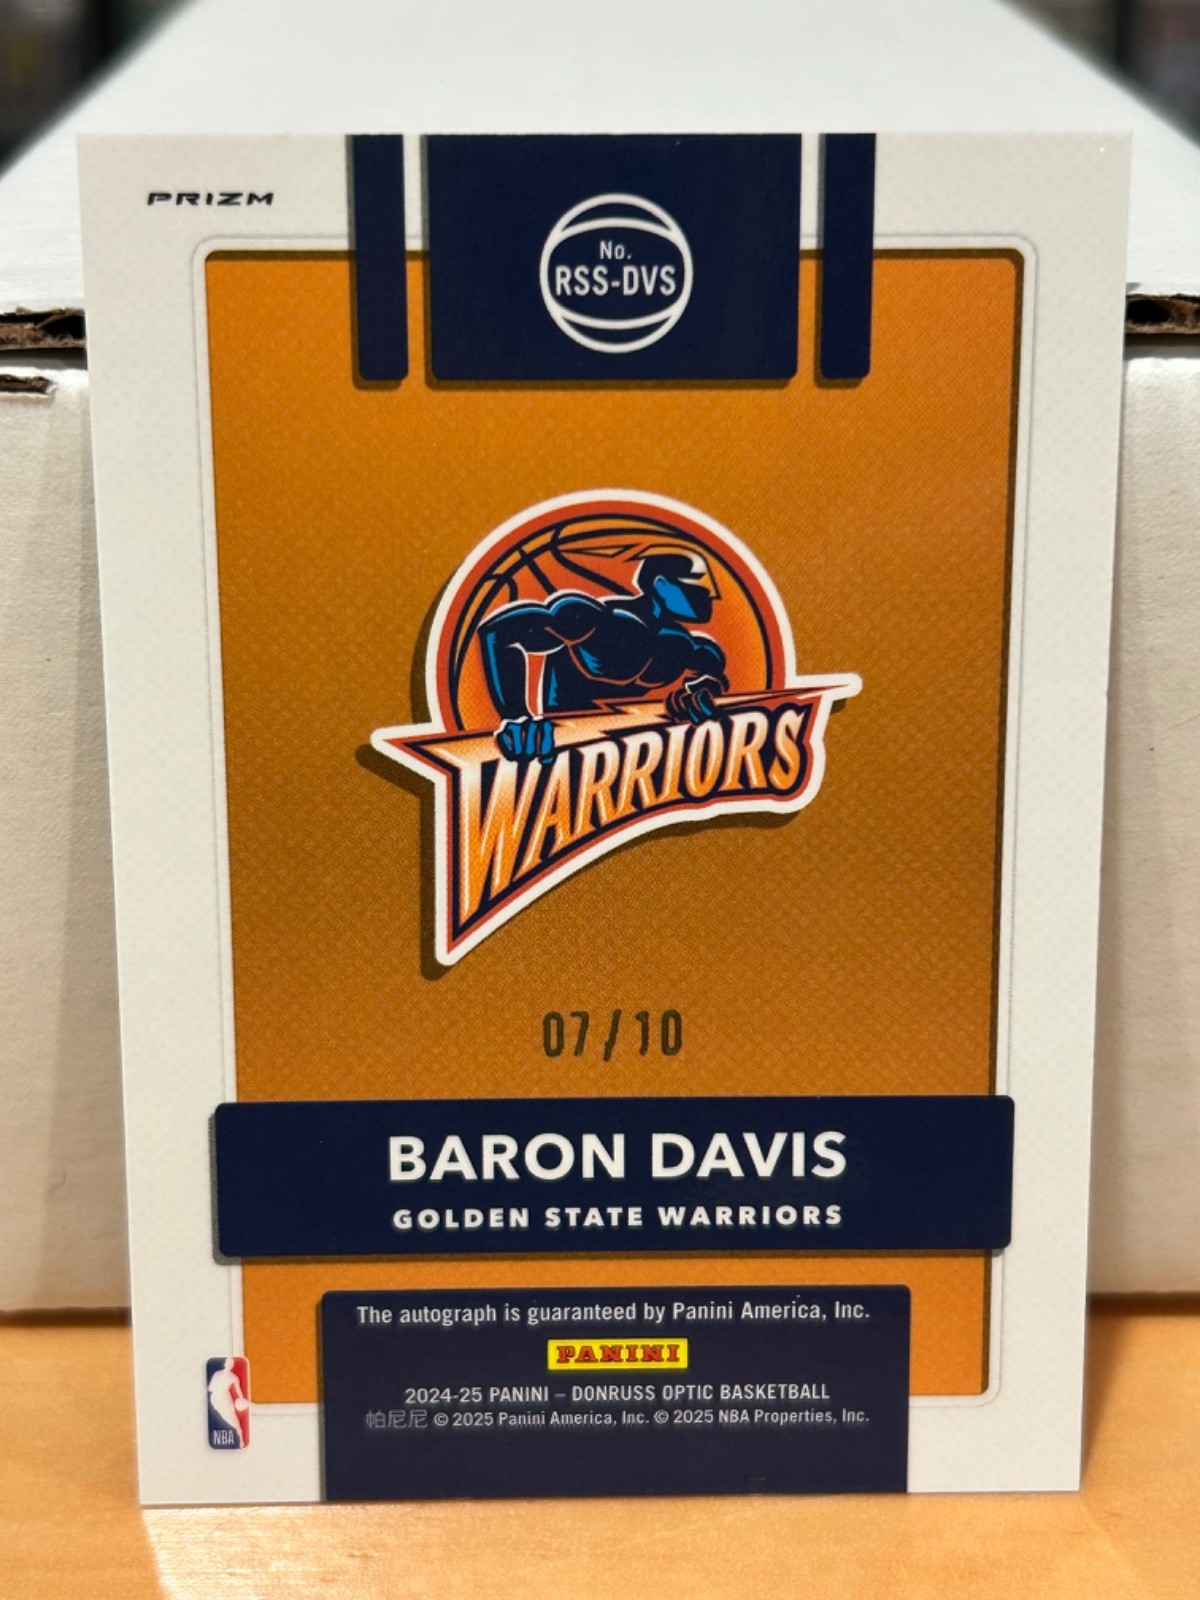 PRIZM
No.
RSS-DVS
WARRIORS
07/10
BARON DAVIS
GOLDEN STATE WARRIORS
The autograph is guaranteed by Panini America, Inc.
PANINI
2024-25 PANINI – DONRUSS OPTIC BASKETBALL
帕尼尼 © 2025 Panini America, Inc. © 2025 NBA Properties, Inc.
NBA